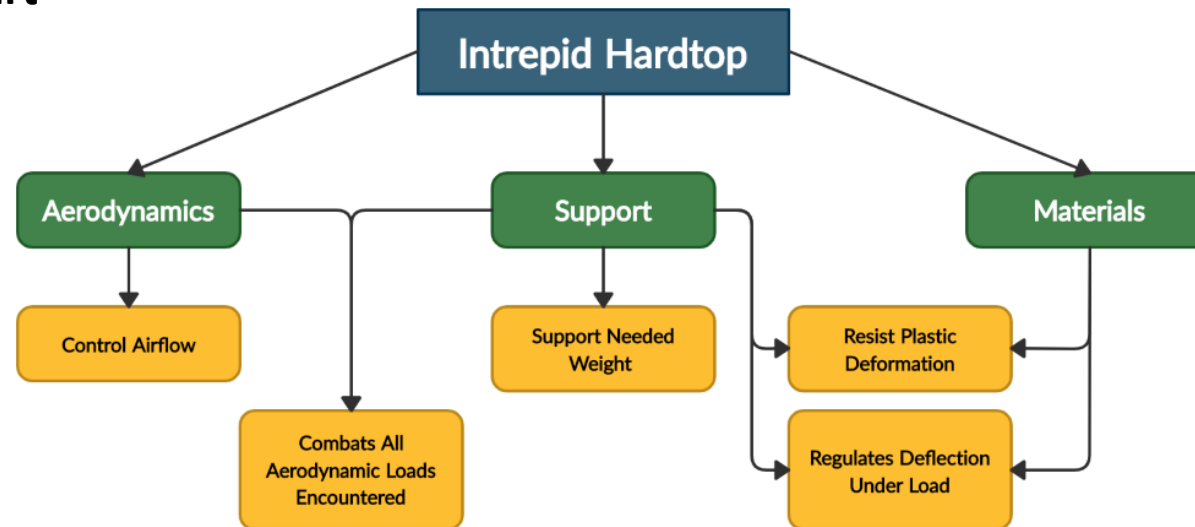 Intrepid Hardtop
Aerodynamics
Support
Materials
Control Airflow
Support Needed
Weight
Resist Plastic
Deformation
Combats All
Aerodynamic Loads
Encountered
Regulates Deflection
Under Load